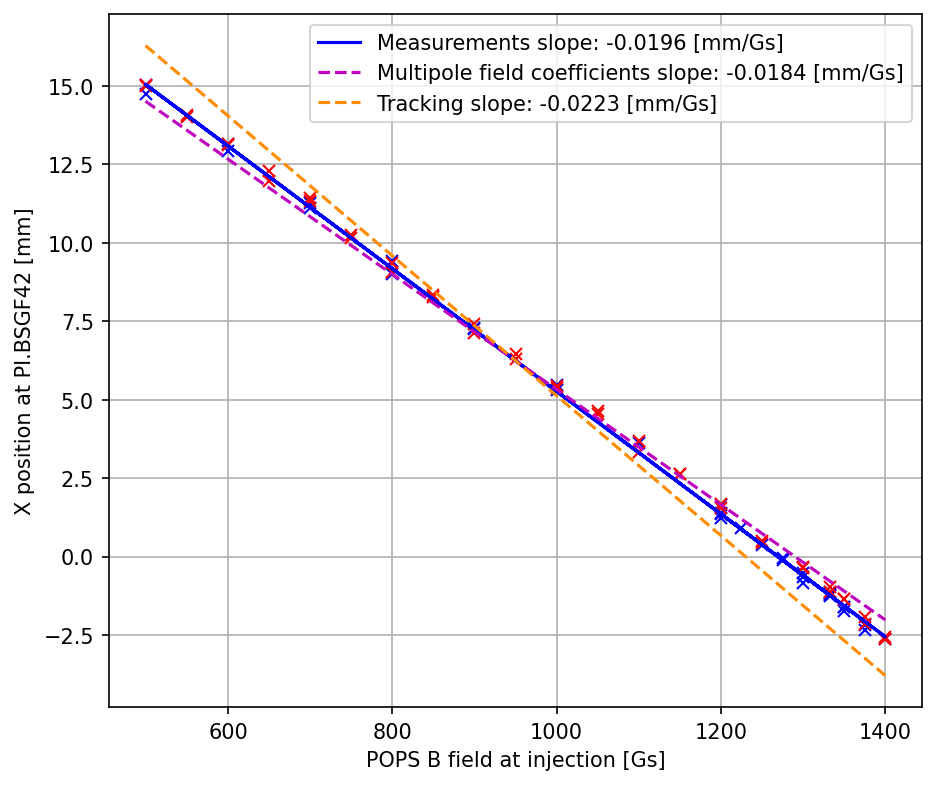 Measurements slope: -0.0196 [mm/Gs]
Multipole field coefficients slope: -0.0184 [mm/Gs]
Tracking slope: -0.0223 [mm/Gs]
X position at PI.BSGF42 [mm]
15.0
12.5
10.0
7.5
5.0
2.5
0.0
−2.5
600 800 1000 1200 1400
POPS B field at injection [Gs]